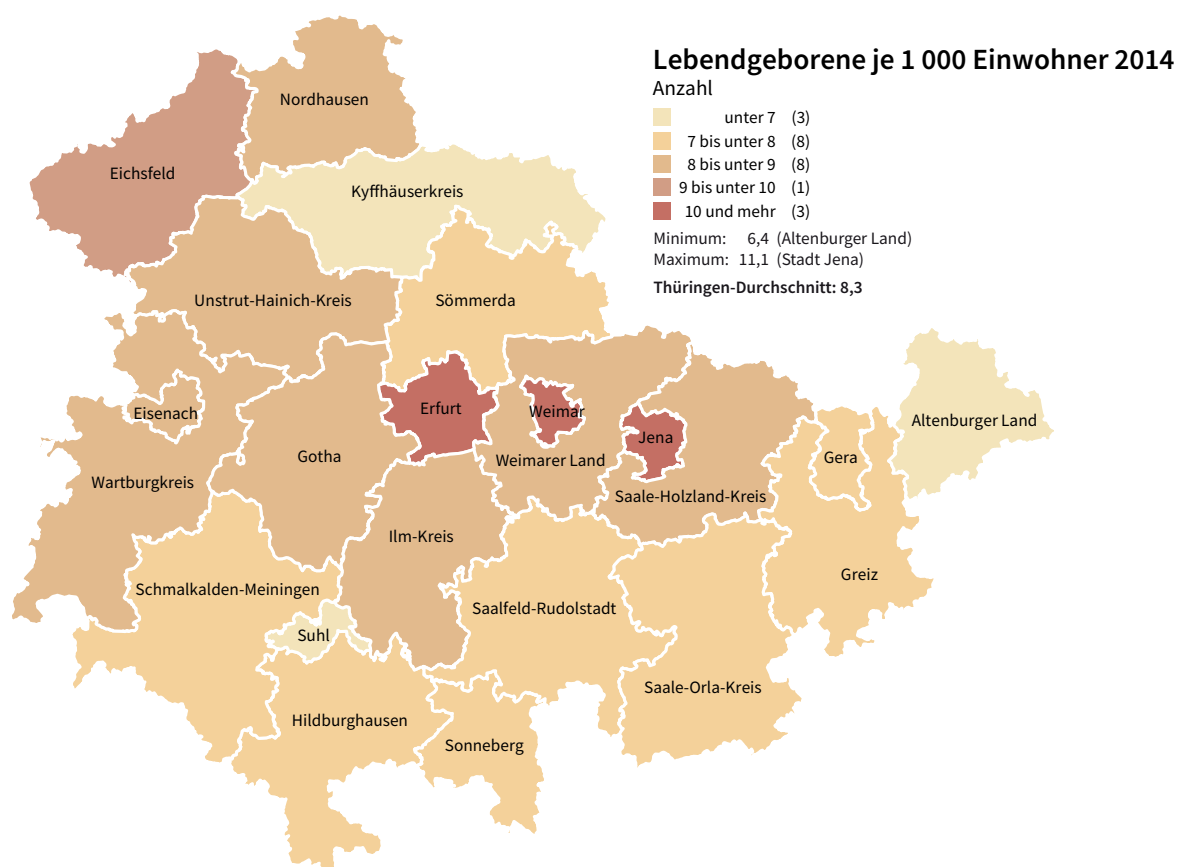 Lebendgeborene je 1 000 Einwohner 2014
Anzahl
unter 7 (3)
7 bis unter 8 (8)
8 bis unter 9 (8)
9 bis unter 10 (1)
10 und mehr (3)
Minimum: 6,4 (Altenburger Land)
Maximum: 11,1 (Stadt Jena)
Thüringen-Durchschnitt: 8,3
Nordhausen
Eichsfeld
Kyffhäuserkreis
Unstrut-Hainich-Kreis
Sömmerda
Eisenach
Erfurt
Weimar
Altenburger Land
Jena
Gotha
Weimarer Land
Gera
Wartburgkreis
Saale-Holzland-Kreis
Ilm-Kreis
Greiz
Schmalkalden-Meiningen
Saalfeld-Rudolstadt
Suhl
Saale-Orla-Kreis
Hildburghausen
Sonneberg